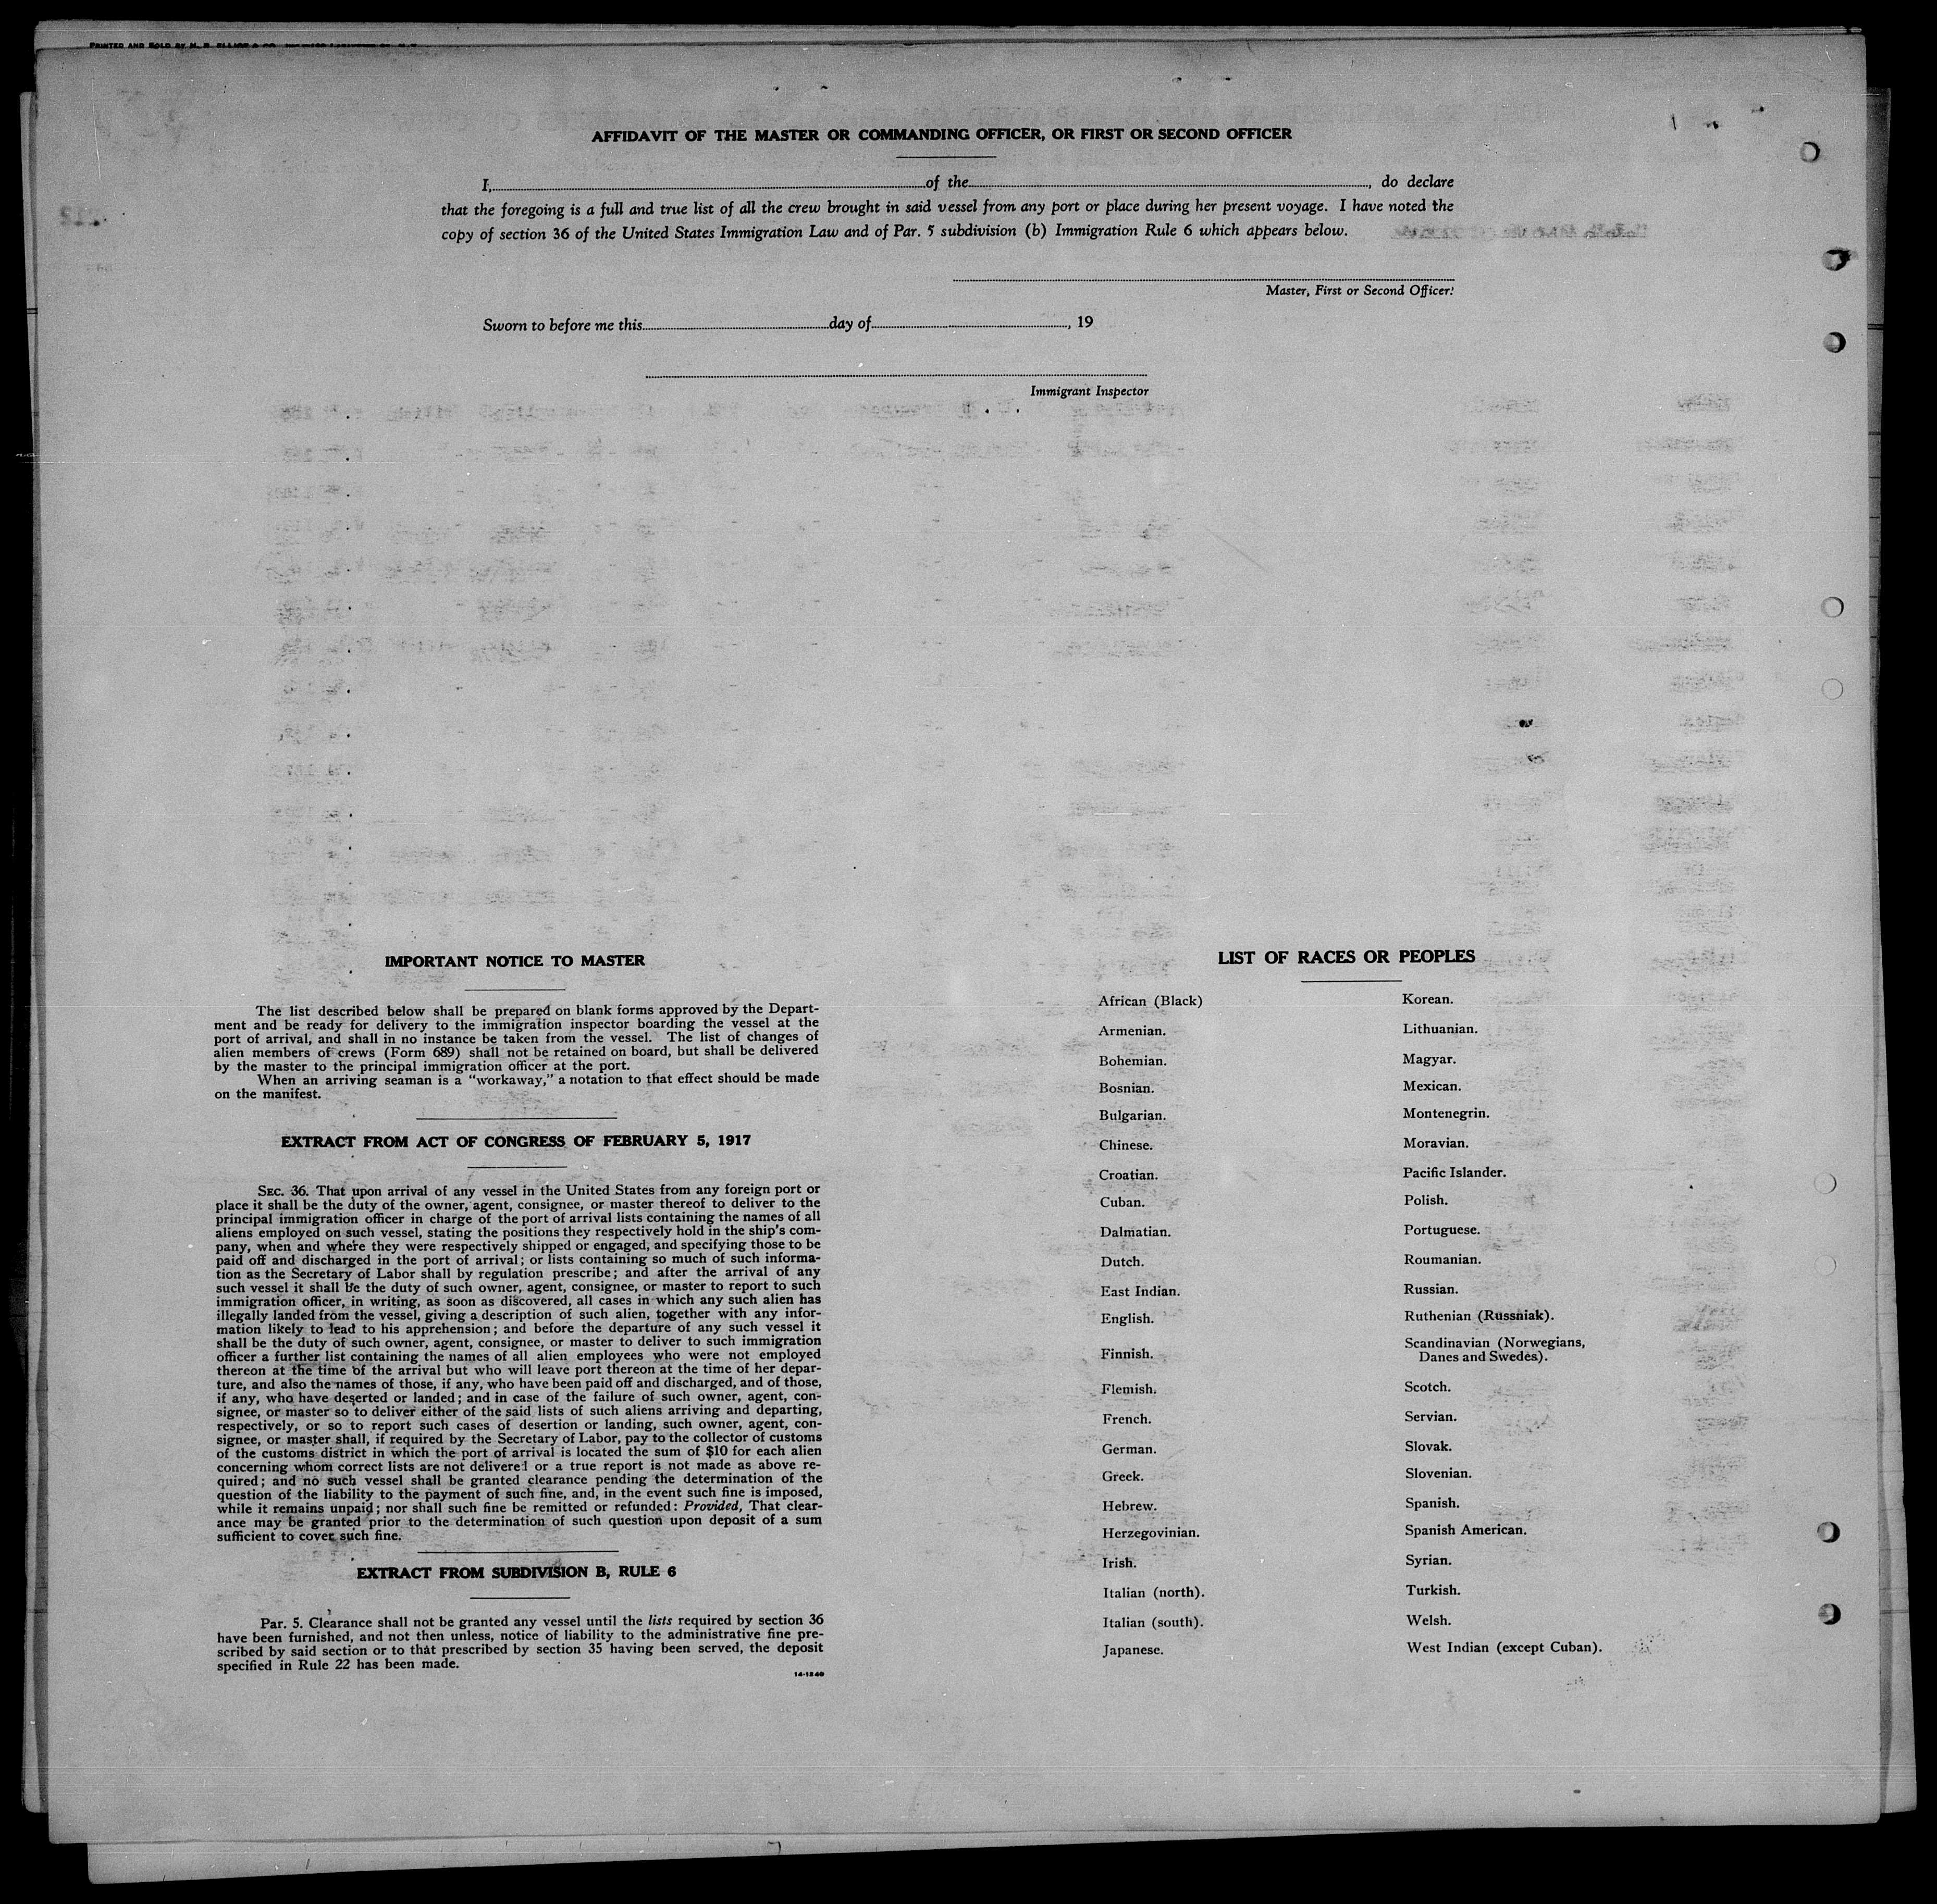 PRINTED AND SOLD BY
AFFIDAVIT OF THE MASTER OR COMMANDING OFFICER, OR FIRST OR SECOND OFFICER
I, of the , do declare
that the foregoing is a full and true list of all the crew brought in said vessel from any port or place during her present voyage. I have noted the
copy of section 36 of the United States Immigration Law and of Par. 5 subdivision (b) Immigration Rule 6 which appears below.
Master, First or Second Officer.
Sworn to before me this day of , 19
Immigrant Inspector
IMPORTANT NOTICE TO MASTER
The list described below shall be prepared on blank forms approved by the Depart-
ment and be ready for delivery to the immigration inspector boarding the vessel at the
port of arrival, and shall in no instance be taken from the vessel. The list of changes of
alien members of crews (Form 689) shall not be retained on board, but shall be delivered
by the master to the principal immigration officer at the port.
When an arriving seaman is a "workaway," a notation to that effect should be made
on the manifest.
EXTRACT FROM ACT OF CONGRESS OF FEBRUARY 5, 1917
SEC. 36. That upon arrival of any vessel in the United States from any foreign port or
place it shall be the duty of the owner, agent, consignee, or master thereof to deliver to the
principal immigration officer in charge of the port of arrival lists containing the names of all
aliens employed on such vessel, stating the positions they respectively hold in the ship's com-
pany, when and where they were respectively shipped or engaged, and specifying those to be
paid off and discharged in the port of arrival; or lists containing so much of such informa-
tion as the Secretary of Labor shall by regulation prescribe; and after the arrival of any
such vessel it shall be the duty of such owner, agent, consignee, or master to report to such
immigration officer, in writing, as soon as discovered, all cases in which any such alien has
illegally landed from the vessel, giving a description of such alien, together with any infor-
mation likely to lead to his apprehension; and before the departure of any such vessel it
shall be the duty of such owner, agent, consignee, or master to deliver to such immigration
officer a further list containing the names of all alien employees who were not employed
thereon at the time of the arrival but who will leave port thereon at the time of her depar-
ture, and also the names of those, if any, who have been paid off and discharged, and of those,
if any, who have deserted or landed; and in case of the failure of such owner, agent, con-
signee, or master so to deliver either of the said lists of such aliens arriving and departing,
respectively, or so to report such cases of desertion or landing, such owner, agent, con-
signee, or master shall, if required by the Secretary of Labor, pay to the collector of customs
of the customs district in which the port of arrival is located the sum of $10 for each alien
concerning whom correct lists are not delivered or a true report is not made as above re-
quired; and no such vessel shall be granted clearance pending the determination of the
question of the liability to the payment of such fine, and, in the event such fine is imposed,
while it remains unpaid; nor shall such fine be remitted or refunded: Provided, That clear-
ance may be granted prior to the determination of such question upon deposit of a sum
sufficient to cover such fine.
EXTRACT FROM SUBDIVISION B, RULE 6
Par. 5. Clearance shall not be granted any vessel until the lists required by section 36
have been furnished, and not then unless, notice of liability to the administrative fine pre-
scribed by said section or to that prescribed by section 35 having been served, the deposit
specified in Rule 22 has been made.
14-1240
LIST OF RACES OR PEOPLES
African (Black)
Armenian.
Bohemian.
Bosnian.
Bulgarian.
Chinese.
Croatian.
Cuban.
Dalmatian.
Dutch.
East Indian.
English.
Finnish.
Flemish.
French.
German.
Greek.
Hebrew.
Herzegovinian.
Irish.
Italian (north).
Italian (south).
Japanese.
Korean.
Lithuanian.
Magyar.
Mexican.
Montenegrin.
Moravian.
Pacific Islander.
Polish.
Portuguese.
Roumanian.
Russian.
Ruthenian (Russniak).
Scandinavian (Norwegians,
Danes and Swedes).
Scotch.
Servian.
Slovak.
Slovenian.
Spanish.
Spanish American.
Syrian.
Turkish.
Welsh.
West Indian (except Cuban).